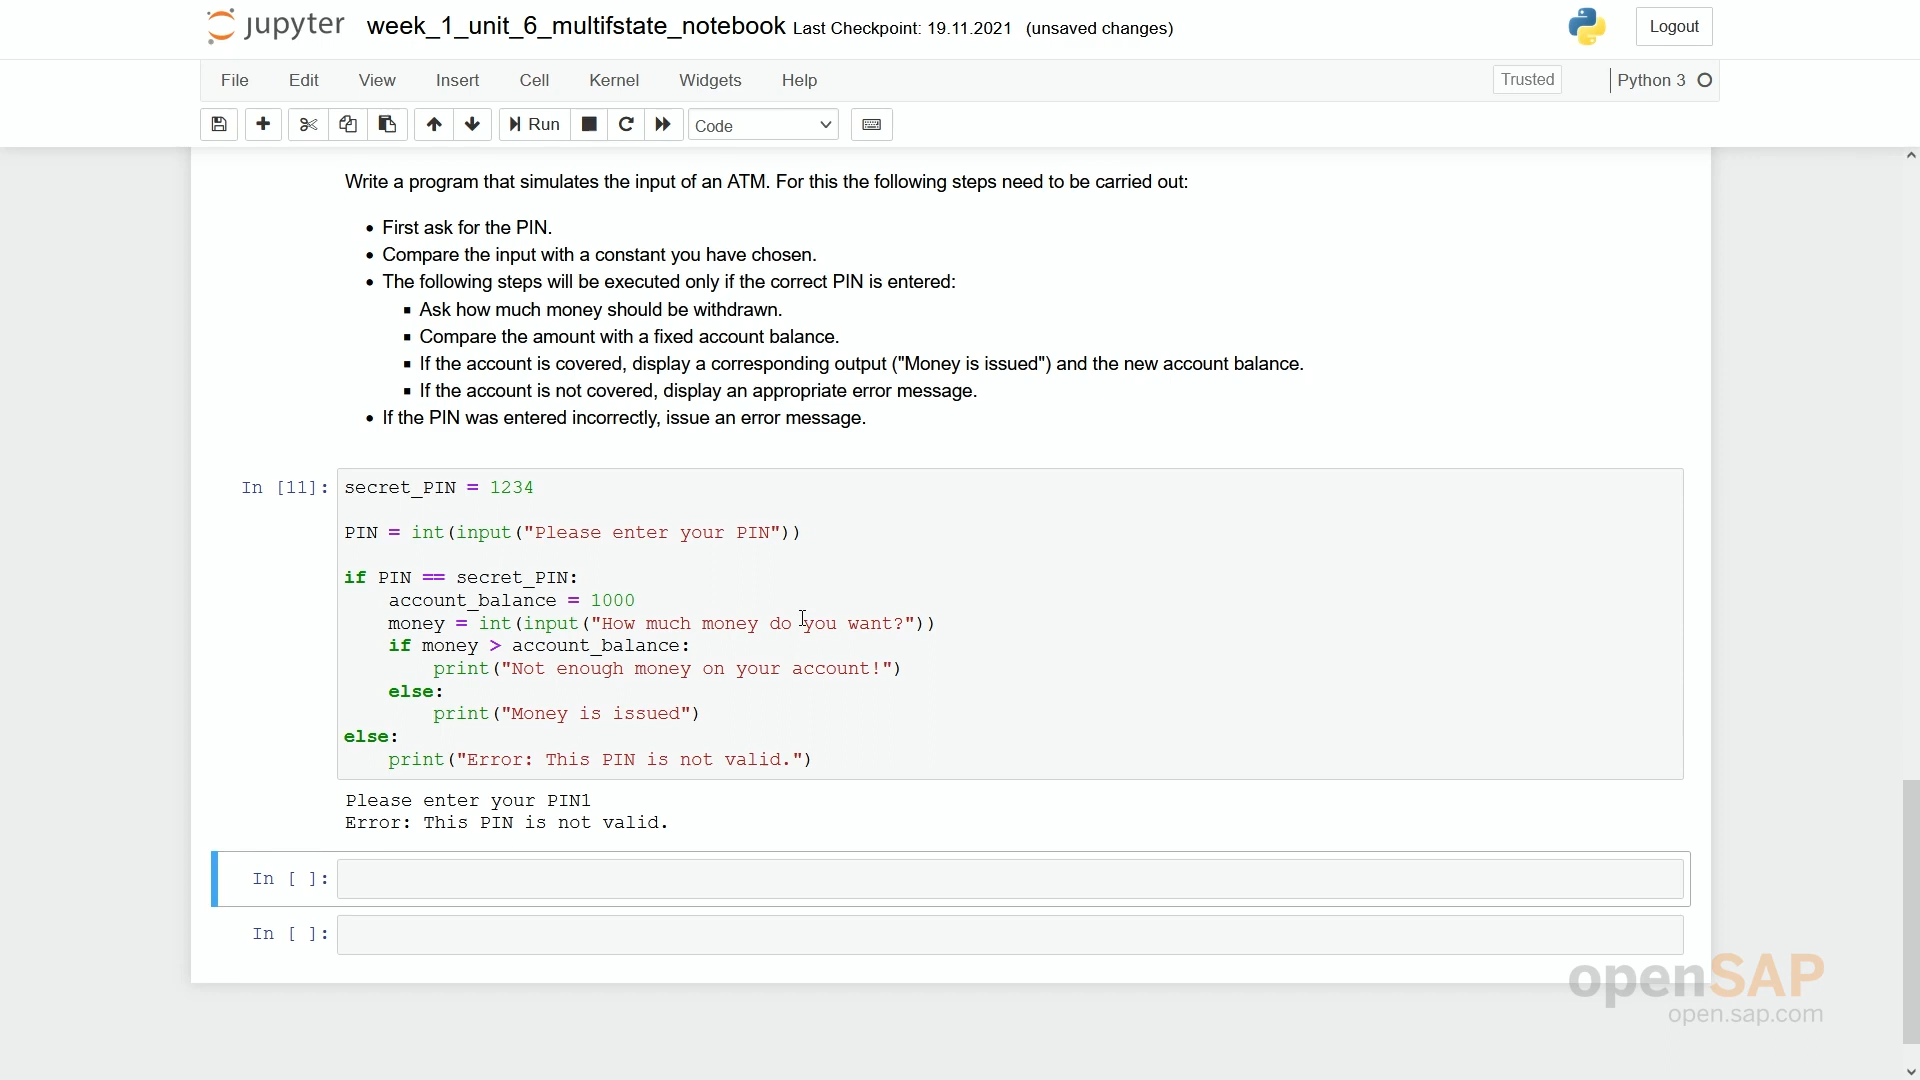 jupyter week_1_unit_6_multifstate_notebook Last Checkpoint: 19.11.2021 (unsaved changes) Logout
File Edit View Insert Cell Kernel Widgets Help Trusted Python 3
Run Code
Write a program that simulates the input of an ATM. For this the following steps need to be carried out:
• First ask for the PIN.
• Compare the input with a constant you have chosen.
• The following steps will be executed only if the correct PIN is entered:
▪ Ask how much money should be withdrawn.
▪ Compare the amount with a fixed account balance.
▪ If the account is covered, display a corresponding output ("Money is issued") and the new account balance.
▪ If the account is not covered, display an appropriate error message.
• If the PIN was entered incorrectly, issue an error message.
In [11]: secret_PIN = 1234
PIN = int(input("Please enter your PIN"))
if PIN == secret_PIN:
    account_balance = 1000
    money = int(input("How much money do you want?"))
    if money > account_balance:
        print("Not enough money on your account!")
    else:
        print("Money is issued")
else:
    print("Error: This PIN is not valid.")
Please enter your PIN1
Error: This PIN is not valid.
In [ ]:
In [ ]:
openSAP
open.sap.com